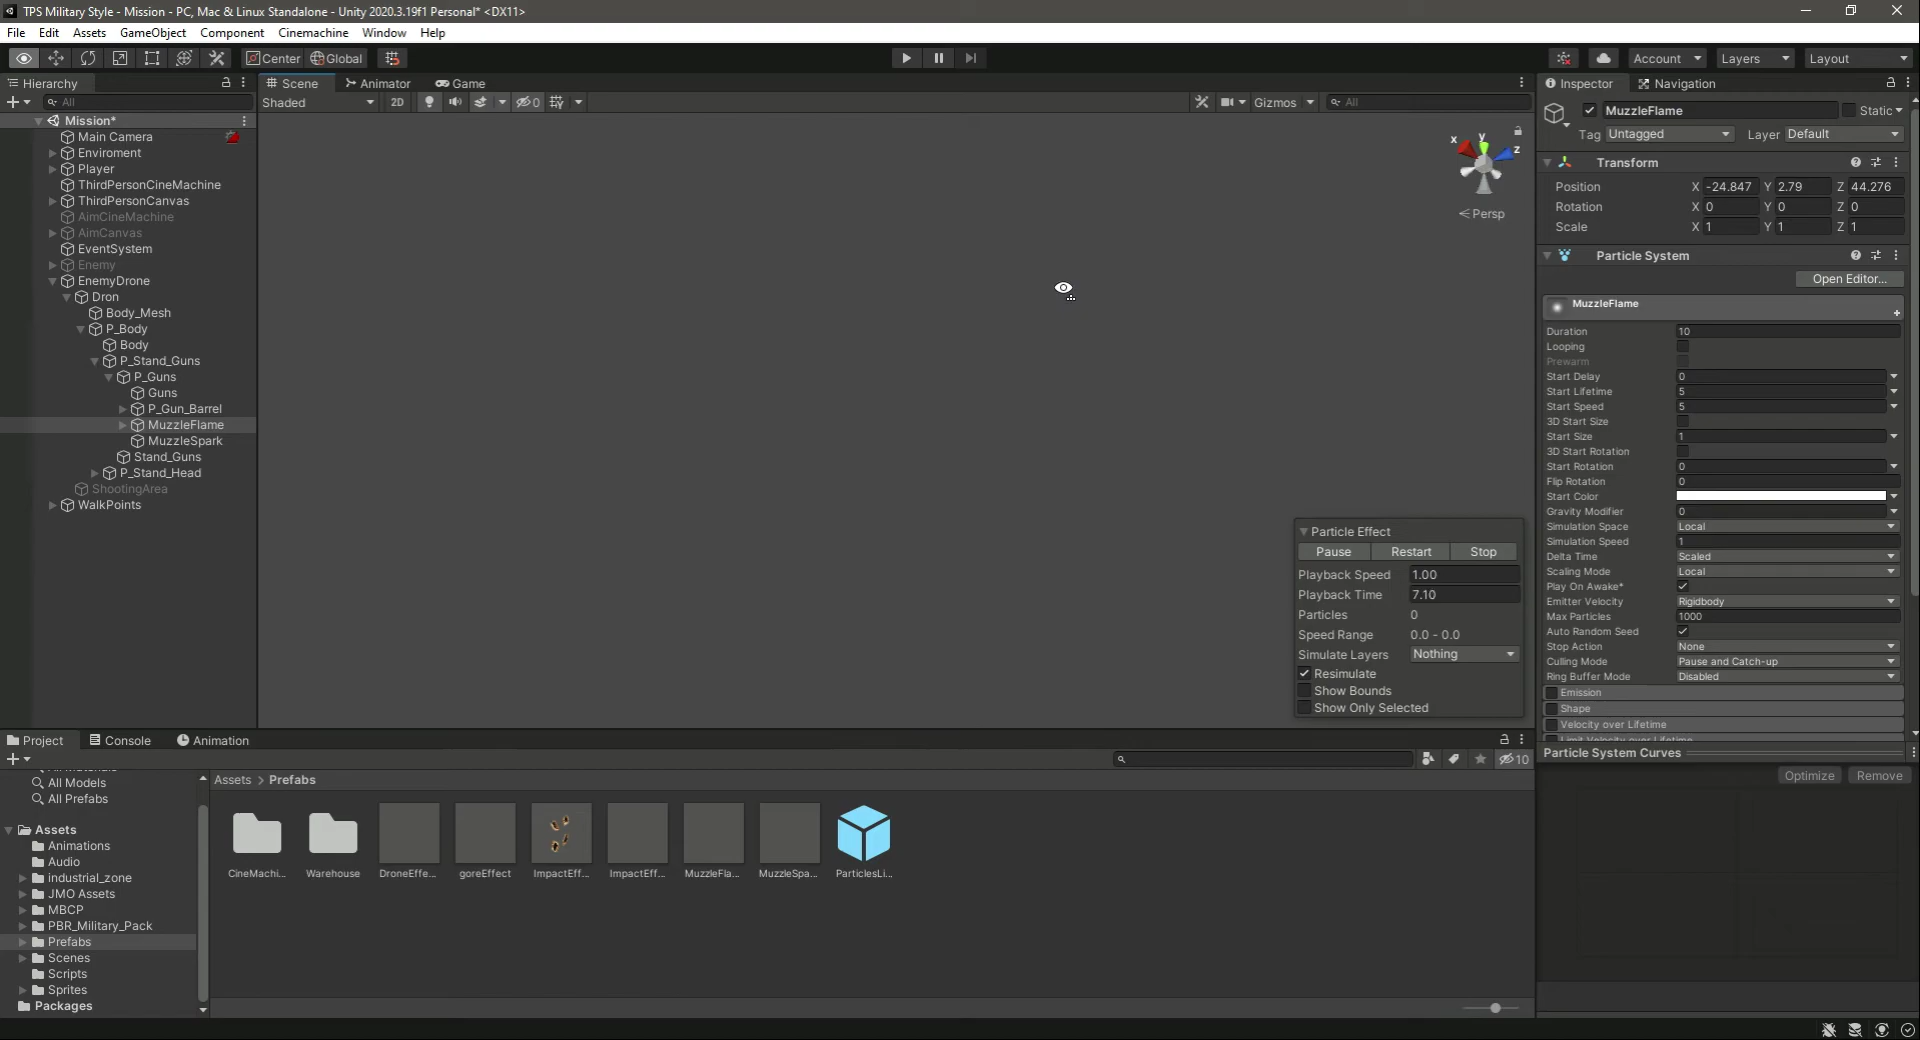 TPS Military Style - Mission - PC, Mac & Linux Standalone - Unity 2020.3.19f1 Personal* <DX11>
File Edit Assets GameObject Component Cinemachine Window Help
Center Global Account Layers Layout
Hierarchy
All
Mission*
Main Camera
Enviroment
Player
ThirdPersonCineMachine
ThirdPersonCanvas
AimCineMachine
AimCanvas
EventSystem
Enemy
EnemyDrone
Dron
Body_Mesh
P_Body
Body
P_Stand_Guns
P_Guns
Guns
P_Gun_Barrel
MuzzleFlame
MuzzleSpark
Stand_Guns
P_Stand_Head
ShootingArea
WalkPoints
Scene Animator Game
Shaded 2D 0 Gizmos All
x y z
Persp
Particle Effect
Pause Restart Stop
Playback Speed 1.00
Playback Time 7.10
Particles 0
Speed Range 0.0 - 0.0
Simulate Layers Nothing
Resimulate
Show Bounds
Show Only Selected
Inspector Navigation
MuzzleFlame Static
Tag Untagged Layer Default
Transform
Position X -24.847 Y 2.79 Z 44.276
Rotation X 0 Y 0 Z 0
Scale X 1 Y 1 Z 1
Particle System
Open Editor...
MuzzleFlame
Duration 10
Looping
Prewarm
Start Delay 0
Start Lifetime 5
Start Speed 5
3D Start Size
Start Size 1
3D Start Rotation
Start Rotation 0
Flip Rotation 0
Start Color
Gravity Modifier 0
Simulation Space Local
Simulation Speed 1
Delta Time Scaled
Scaling Mode Local
Play On Awake*
Emitter Velocity Rigidbody
Max Particles 1000
Auto Random Seed
Stop Action None
Culling Mode Pause and Catch-up
Ring Buffer Mode Disabled
Emission
Shape
Velocity over Lifetime
Limit Velocity over Lifetime
Particle System Curves
Optimize Remove
Project Console Animation
10
All Materials
All Models
All Prefabs
Assets
Animations
Audio
industrial_zone
JMO Assets
MBCP
PBR_Military_Pack
Prefabs
Scenes
Scripts
Sprites
Packages
Assets > Prefabs
CineMachi... Warehouse DroneEffe... goreEffect ImpactEff... ImpactEff... MuzzleFla... MuzzleSpa... ParticlesLi...